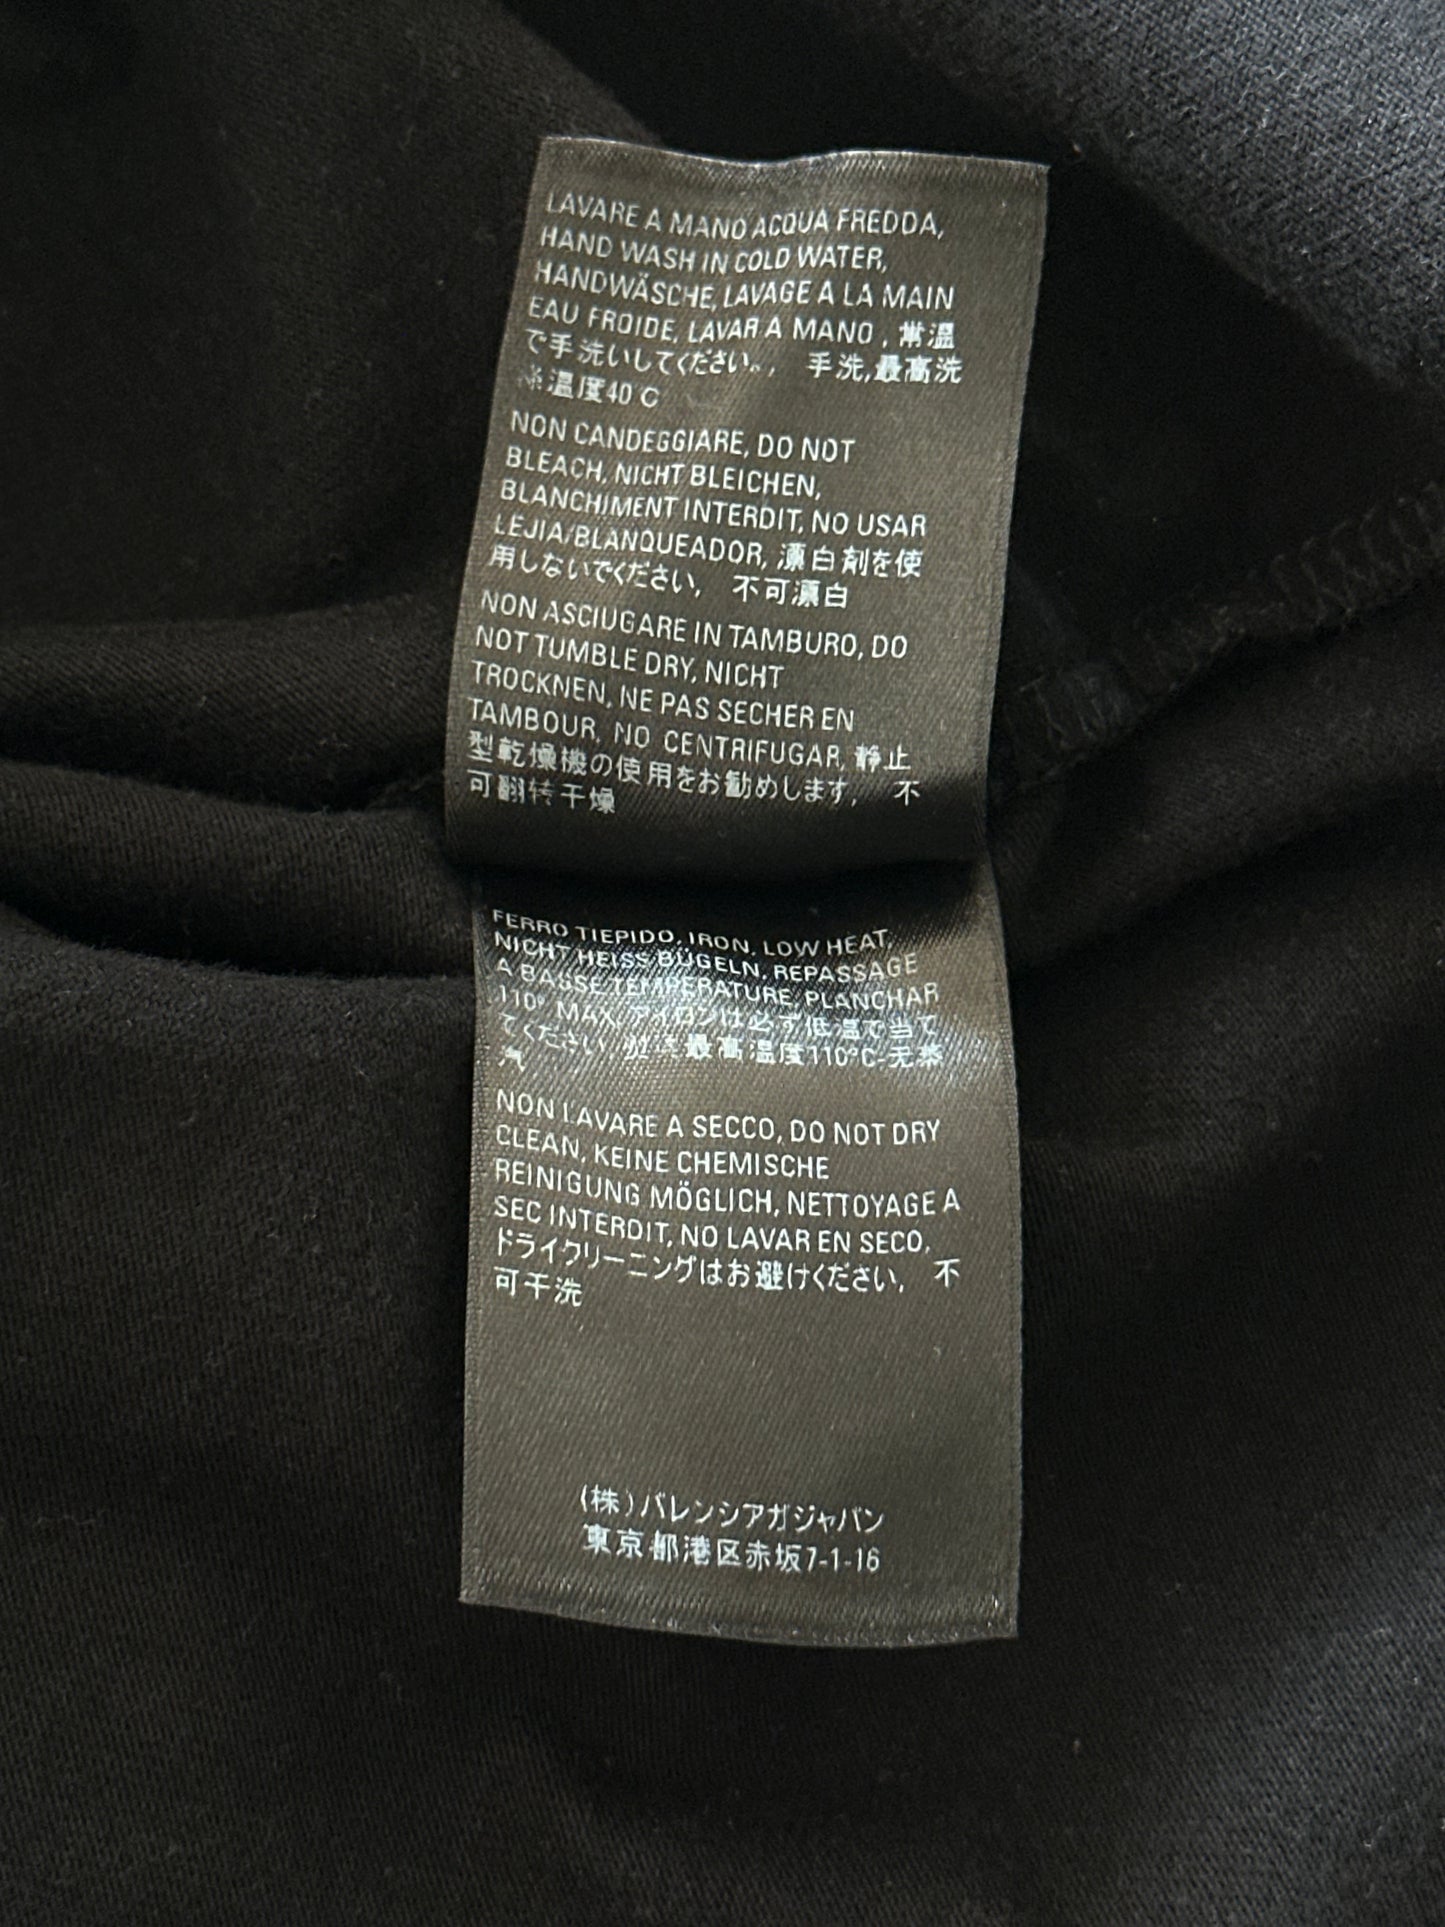 LAVARE A MANO ACQUA FREDDA,
HAND WASH IN COLD WATER,
HANDWÄSCHE, LAVAGE A LA MAIN
EAU FROIDE, LAVAR A MANO , 常温
で手洗いしてください。, 手洗,最高洗
涤温度40℃
NON CANDEGGIARE, DO NOT
BLEACH, NICHT BLEICHEN,
BLANCHIMENT INTERDIT, NO USAR
LEJIA/BLANQUEADOR, 漂白剤を使
用しないでください, 不可漂白
NON ASCIUGARE IN TAMBURO, DO
NOT TUMBLE DRY, NICHT
TROCKNEN, NE PAS SECHER EN
TAMBOUR, NO CENTRIFUGAR, 静止
型乾燥機の使用をお勧めします, 不
可翻转干燥
FERRO TIEPIDO, IRON, LOW HEAT,
NICHT HEISS BÜGELN, REPASSAGE
A BASSE TEMPERATURE, PLANCHAR
110° MAX, アイロンは必ず低温で当て
てください, 最高温度110°C-无蒸
汽
NON LAVARE A SECCO, DO NOT DRY
CLEAN, KEINE CHEMISCHE
REINIGUNG MÖGLICH, NETTOYAGE A
SEC INTERDIT, NO LAVAR EN SECO,
ドライクリーニングはお避けください, 不
可干洗
(株)バレンシアガジャパン
東京都港区赤坂7-1-16